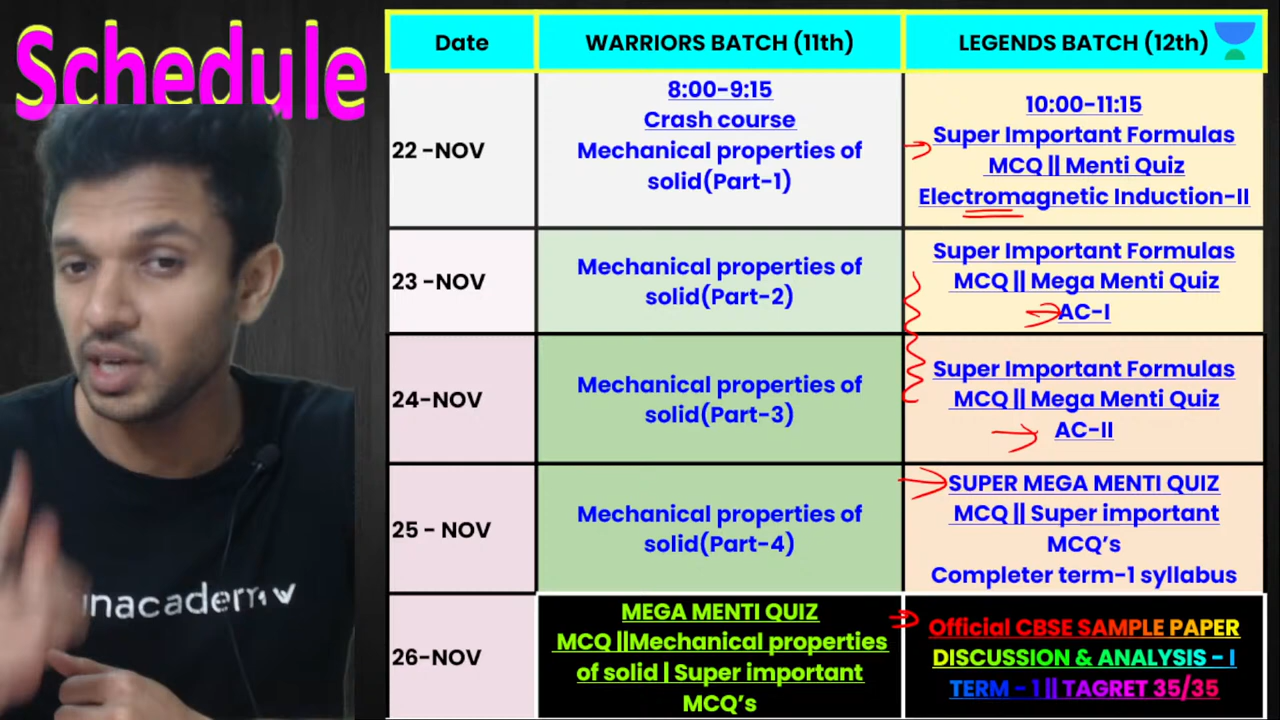 Schedule
Date
WARRIORS BATCH (11th)
LEGENDS BATCH (12th)
22 -NOV
8:00-9:15
Crash course
Mechanical properties of
solid(Part-1)
10:00-11:15
Super Important Formulas
MCQ || Menti Quiz
Electromagnetic Induction-II
23 -NOV
Mechanical properties of
solid(Part-2)
Super Important Formulas
MCQ || Mega Menti Quiz
AC-I
24-NOV
Mechanical properties of
solid(Part-3)
Super Important Formulas
MCQ || Mega Menti Quiz
AC-II
25 - NOV
Mechanical properties of
solid(Part-4)
SUPER MEGA MENTI QUIZ
MCQ || Super important
MCQ’s
Completer term-1 syllabus
26-NOV
MEGA MENTI QUIZ
MCQ ||Mechanical properties
of solid | Super important
MCQ’s
Official CBSE SAMPLE PAPER
DISCUSSION & ANALYSIS - I
TERM - 1 || TAGRET 35/35